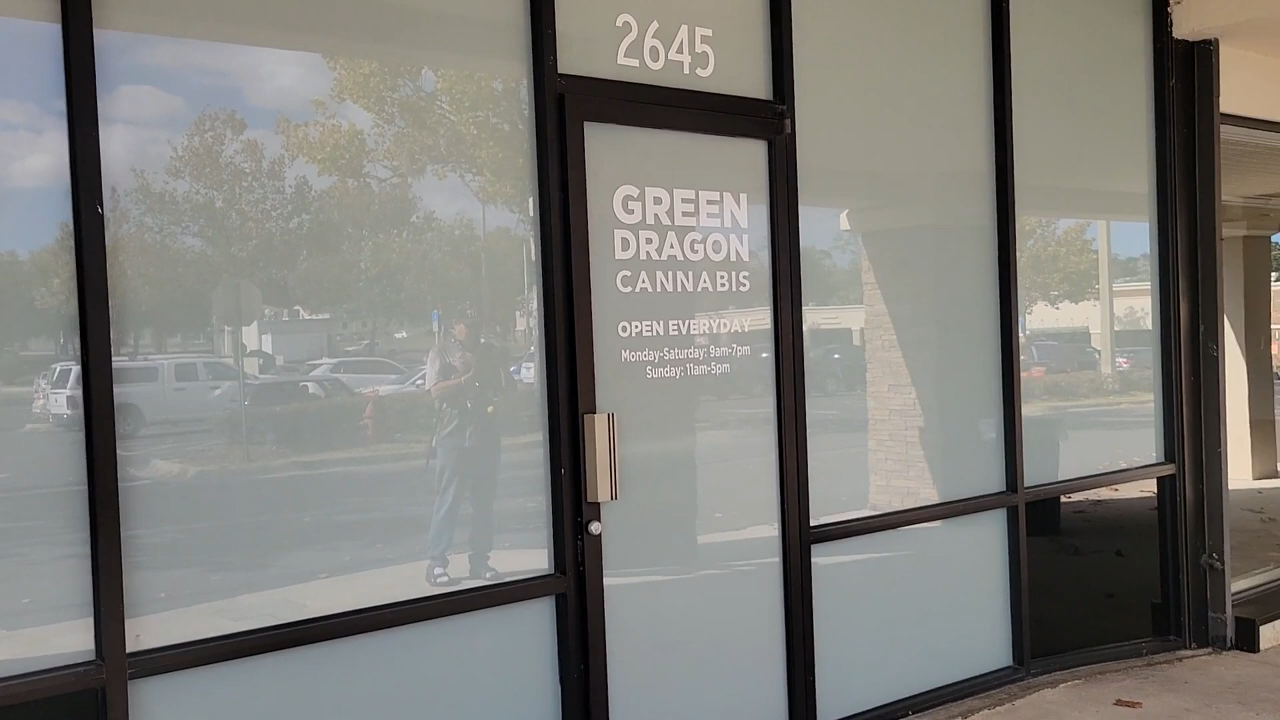 2645
GREEN
DRAGON
CANNABIS
OPEN EVERYDAY
Monday-Saturday: 9am-7pm
Sunday: 11am-5pm